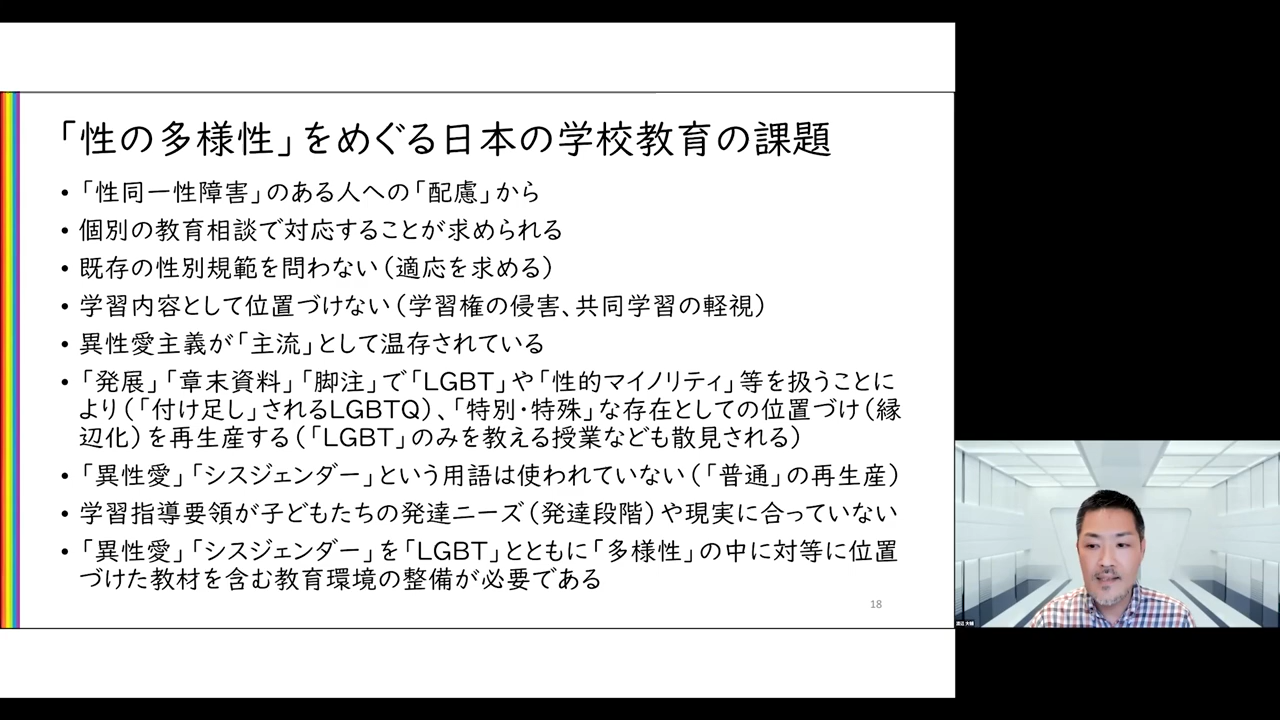 「性の多様性」をめぐる日本の学校教育の課題
• 「性同一性障害」のある人への「配慮」から
• 個別の教育相談で対応することが求められる
• 既存の性別規範を問わない（適応を求める）
• 学習内容として位置づけない（学習権の侵害、共同学習の軽視）
• 異性愛主義が「主流」として温存されている
• 「発展」「章末資料」「脚注」で「LGBT」や「性的マイノリティ」等を扱うことに
より（「付け足し」されるLGBTQ）、「特別・特殊」な存在としての位置づけ（縁
辺化）を再生産する（「LGBT」のみを教える授業なども散見される）
• 「異性愛」「シスジェンダー」という用語は使われていない（「普通」の再生産）
• 学習指導要領が子どもたちの発達ニーズ（発達段階）や現実に合っていない
• 「異性愛」「シスジェンダー」を「LGBT」とともに「多様性」の中に対等に位置
づけた教材を含む教育環境の整備が必要である
18
渡辺 大輔